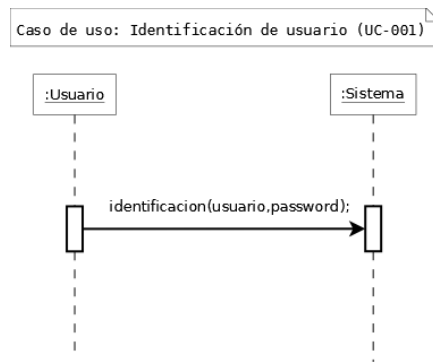 Caso de uso: Identificación de usuario (UC-001)
:Usuario
:Sistema
identificacion(usuario,password);